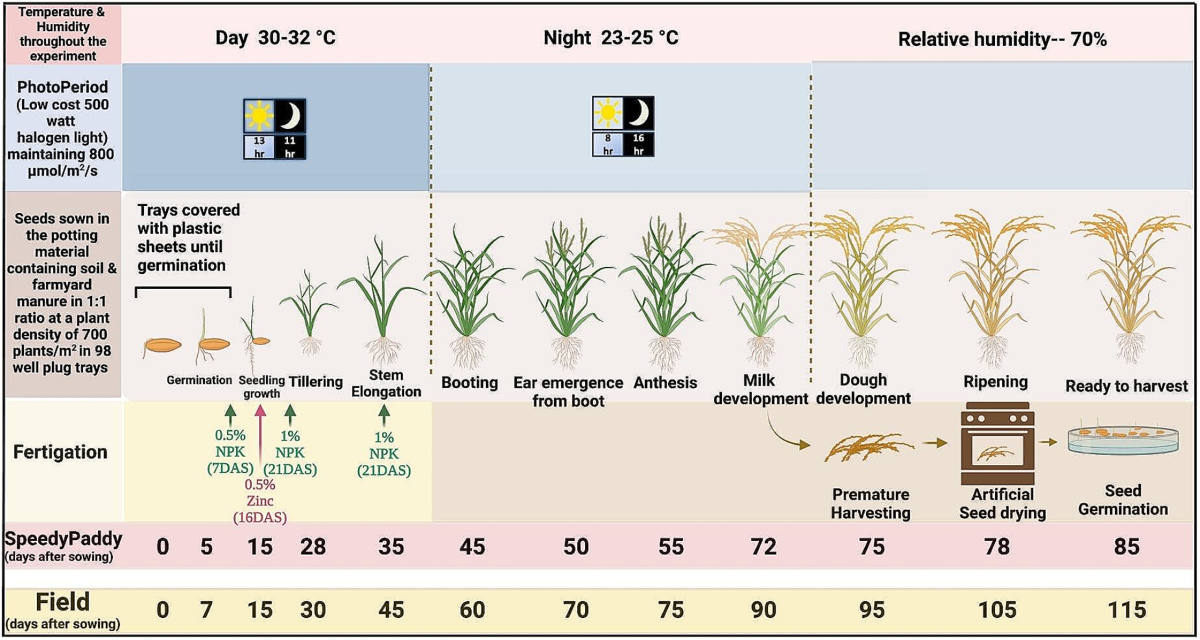 Temperature &
Humidity
throughout the
experiment
Day 30-32 °C
Night 23-25 °C
Relative humidity-- 70%
PhotoPeriod
(Low cost 500
watt
halogen light)
maintaining 800
μmol/m²/s
13
hr
11
hr
8
hr
16
hr
Seeds sown in
the potting
material
containing soil &
farmyard
manure in 1:1
ratio at a plant
density of 700
plants/m² in 98
well plug trays
Trays covered
with plastic
sheets until
germination
Germination
Seedling
growth
Tillering
Stem
Elongation
Booting
Ear emergence
from boot
Anthesis
Milk
development
Dough
development
Ripening
Ready to harvest
Fertigation
0.5%
NPK
(7DAS)
0.5%
Zinc
(16DAS)
1%
NPK
(21DAS)
1%
NPK
(21DAS)
Premature
Harvesting
Artificial
Seed drying
Seed
Germination
SpeedyPaddy
(days after sowing)
0 5 15 28 35 45 50 55 72 75 78 85
Field
(days after sowing)
0 7 15 30 45 60 70 75 90 95 105 115